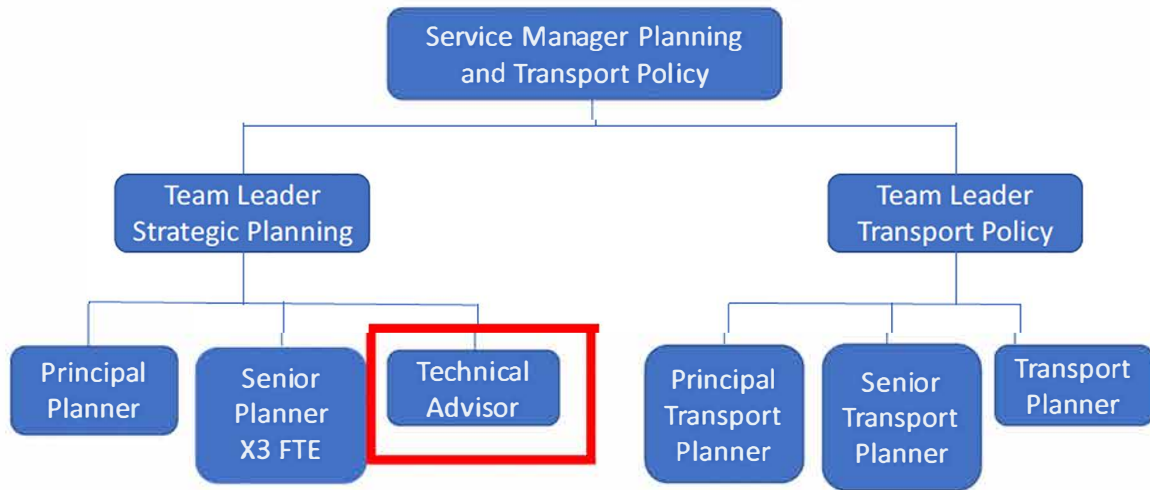 Service Manager Planning
and Transport Policy
Team Leader
Strategic Planning
Team Leader
Transport Policy
Principal
Planner
Senior
Planner
X3 FTE
Technical
Advisor
Principal
Transport
Planner
Senior
Transport
Planner
Transport
Planner